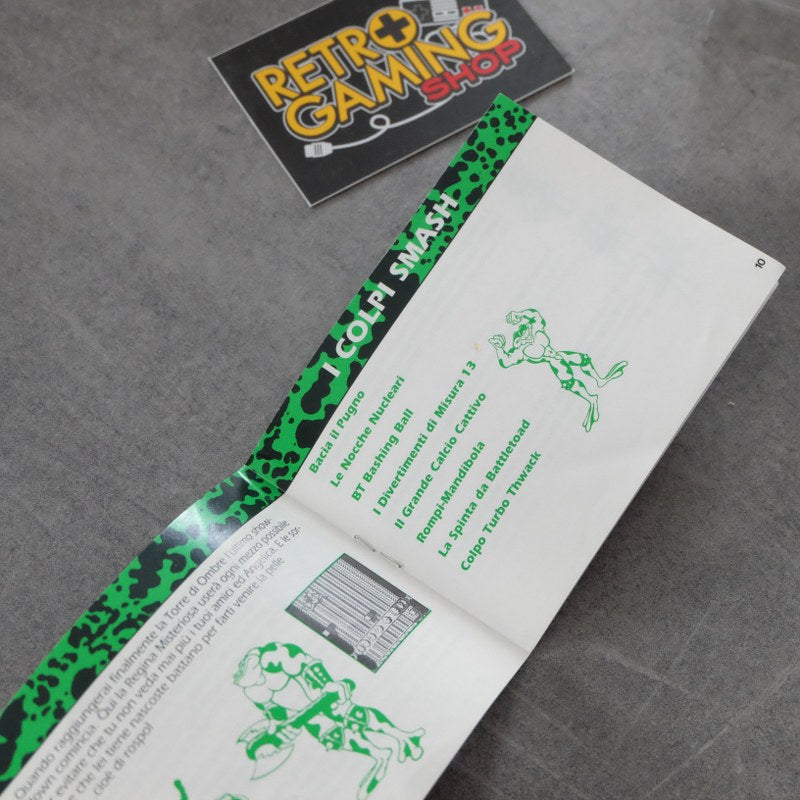 RETRO
GAMING
SHOP
I COLPI SMASH
10
Bacia il Pugno
Le Nocche Nucleari
BT Bashing Ball
I Divertimenti di Misura 13
Il Grande Calcio Cattivo
Rompi-Mandibola
La Spinta da Battletoad
Colpo Turbo Thwack
Quando raggiungerai finalmente la Torre di Ombre l'ultimo show-
down comincia. Qui la Regina Misteriosa userà ogni mezzo possibile
evitare che tu non veda mai più i tuoi amici ed Angelica. E le sor-
che lei tiene nascoste bastano per farti venire la pelle
cioè di rospo!